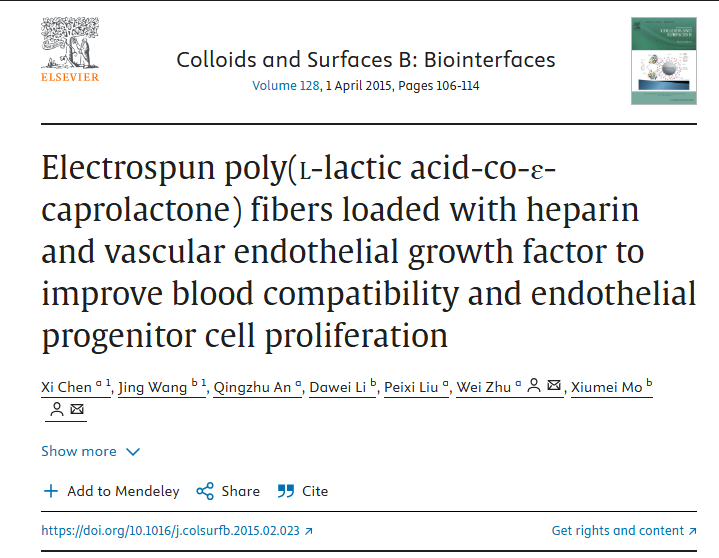 ELSEVIER
Colloids and Surfaces B: Biointerfaces
Volume 128, 1 April 2015, Pages 106-114
Electrospun poly(ʟ-lactic acid-co-ε-
caprolactone) fibers loaded with heparin
and vascular endothelial growth factor to
improve blood compatibility and endothelial
progenitor cell proliferation
Xi Chen a 1, Jing Wang b 1, Qingzhu An a, Dawei Li b, Peixi Liu a, Wei Zhu a, Xiumei Mo b
Show more
Add to Mendeley Share Cite
https://doi.org/10.1016/j.colsurfb.2015.02.023 ↗ Get rights and content ↗